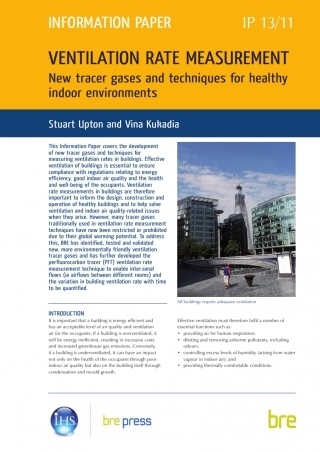 INFORMATION PAPER
IP 13/11
VENTILATION RATE MEASUREMENT
New tracer gases and techniques for healthy
indoor environments
Stuart Upton and Vina Kukadia
This Information Paper covers the development
of new tracer gases and techniques for
measuring ventilation rates in buildings. Effective
ventilation of buildings is essential to ensure
compliance with regulations relating to energy
efficiency, good indoor air quality and the health
and well-being of the occupants. Ventilation
rate measurements in buildings are therefore
important to inform the design, construction and
operation of healthy buildings and to help solve
ventilation and indoor air quality-related issues
when they arise. However, many tracer gases
traditionally used in ventilation rate measurement
techniques have now been restricted or prohibited
due to their global warming potential. To address
this, BRE has identified, tested and validated
new, more environmentally friendly ventilation
tracer gases and has further developed the
perfluorocarbon tracer (PFT) ventilation rate
measurement technique to enable inter-zonal
flows (ie airflows between different rooms) and
the variation in building ventilation rate with time
to be quantified.
All buildings require adequate ventilation
INTRODUCTION
It is important that a building is energy efficient and
has an acceptable level of air quality and ventilation
air for the occupants. If a building is overventilated, it
will be energy inefficient, resulting in excessive costs
and increased greenhouse gas emissions. Conversely,
if a building is underventilated, it can have an impact
not only on the health of the occupants through poor
indoor air quality but also on the building itself through
condensation and mould growth.
Effective ventilation must therefore fulfil a number of
essential functions such as:
• providing air for human respiration;
• diluting and removing airborne pollutants, including
odours;
• controlling excess levels of humidity (arising from water
vapour in indoor air); and
• providing thermally comfortable conditions.
IHS
bre press
bre